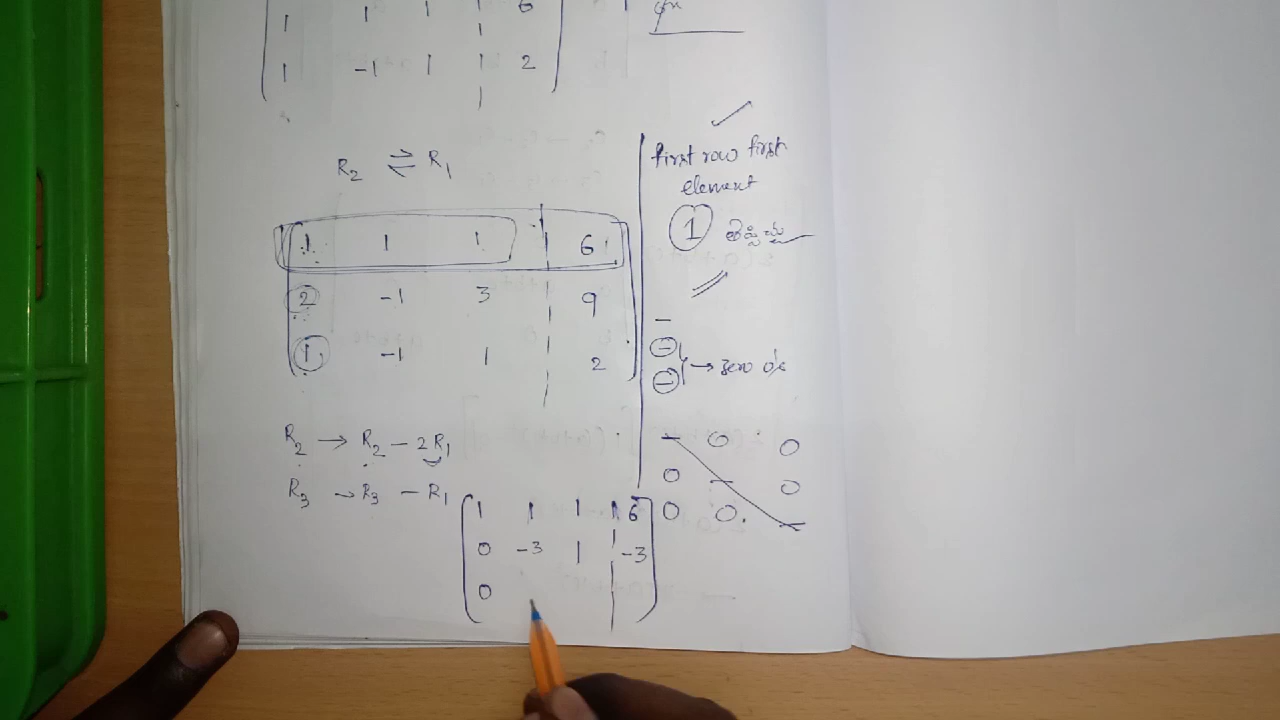 1 1 1 | 6
1 -1 1 | 2
R₂ ⇌ R₁
1 1 1 | 6
2 -1 3 | 9
1 -1 1 | 2
R₂ → R₂ - 2R₁
R₃ → R₃ - R₁
1 1 1 | 6
0 -3 1 | -3
0
first row first
element
1
-
-
- → zero
- 0 0
0 - 0
0 0 -